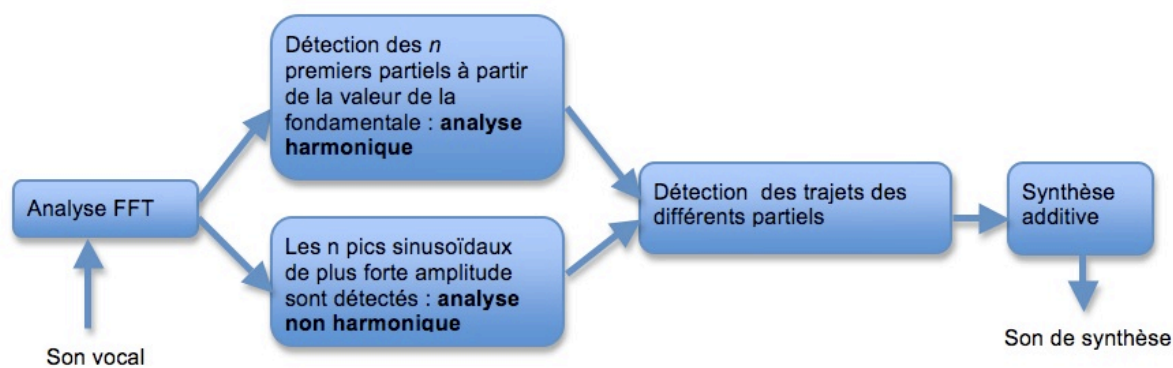 Détection des n
premiers partiels à partir
de la valeur de la
fondamentale : analyse
harmonique
Analyse FFT
Les n pics sinusoïdaux
de plus forte amplitude
sont détectés : analyse
non harmonique
Son vocal
Détection des trajets des
différents partiels
Synthèse
additive
Son de synthèse